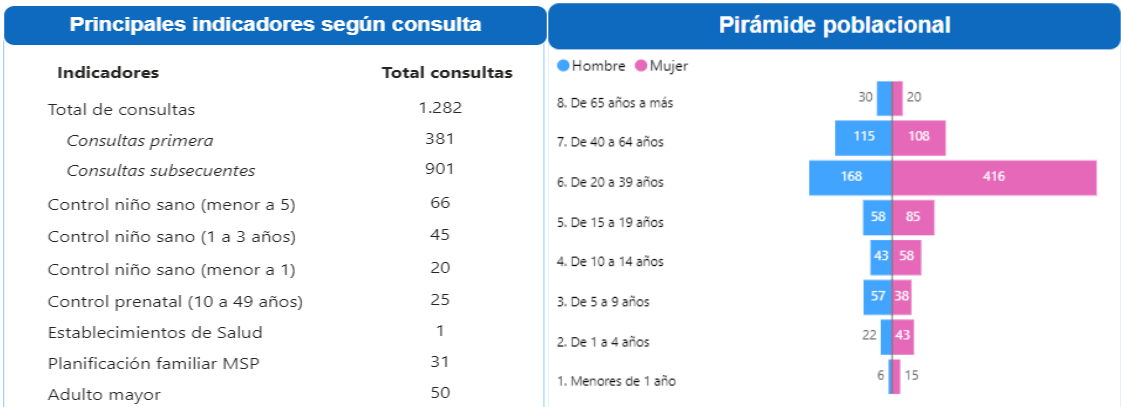 Principales indicadores según consulta
Indicadores Total consultas
Total de consultas 1.282
Consultas primera 381
Consultas subsecuentes 901
Control niño sano (menor a 5) 66
Control niño sano (1 a 3 años) 45
Control niño sano (menor a 1) 20
Control prenatal (10 a 49 años) 25
Establecimientos de Salud 1
Planificación familiar MSP 31
Adulto mayor 50
Pirámide poblacional
Hombre Mujer
8. De 65 años a más 30 20
7. De 40 a 64 años 115 108
6. De 20 a 39 años 168 416
5. De 15 a 19 años 58 85
4. De 10 a 14 años 43 58
3. De 5 a 9 años 57 38
2. De 1 a 4 años 22 43
1. Menores de 1 año 6 15